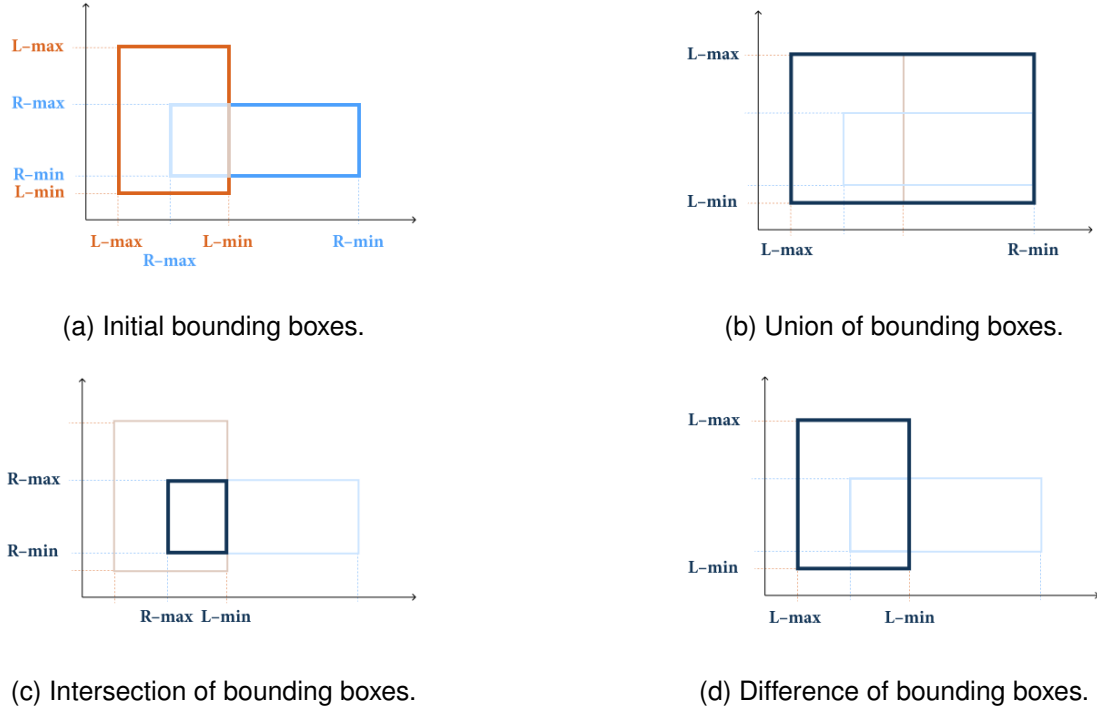 L–max
R–max
R–min
L–min
L–max
L–min
R–min
R–max
(a) Initial bounding boxes.
L–max
L–min
L–max
R–min
(b) Union of bounding boxes.
R–max
R–min
R–max
L–min
(c) Intersection of bounding boxes.
L–max
L–min
L–max
L–min
(d) Difference of bounding boxes.